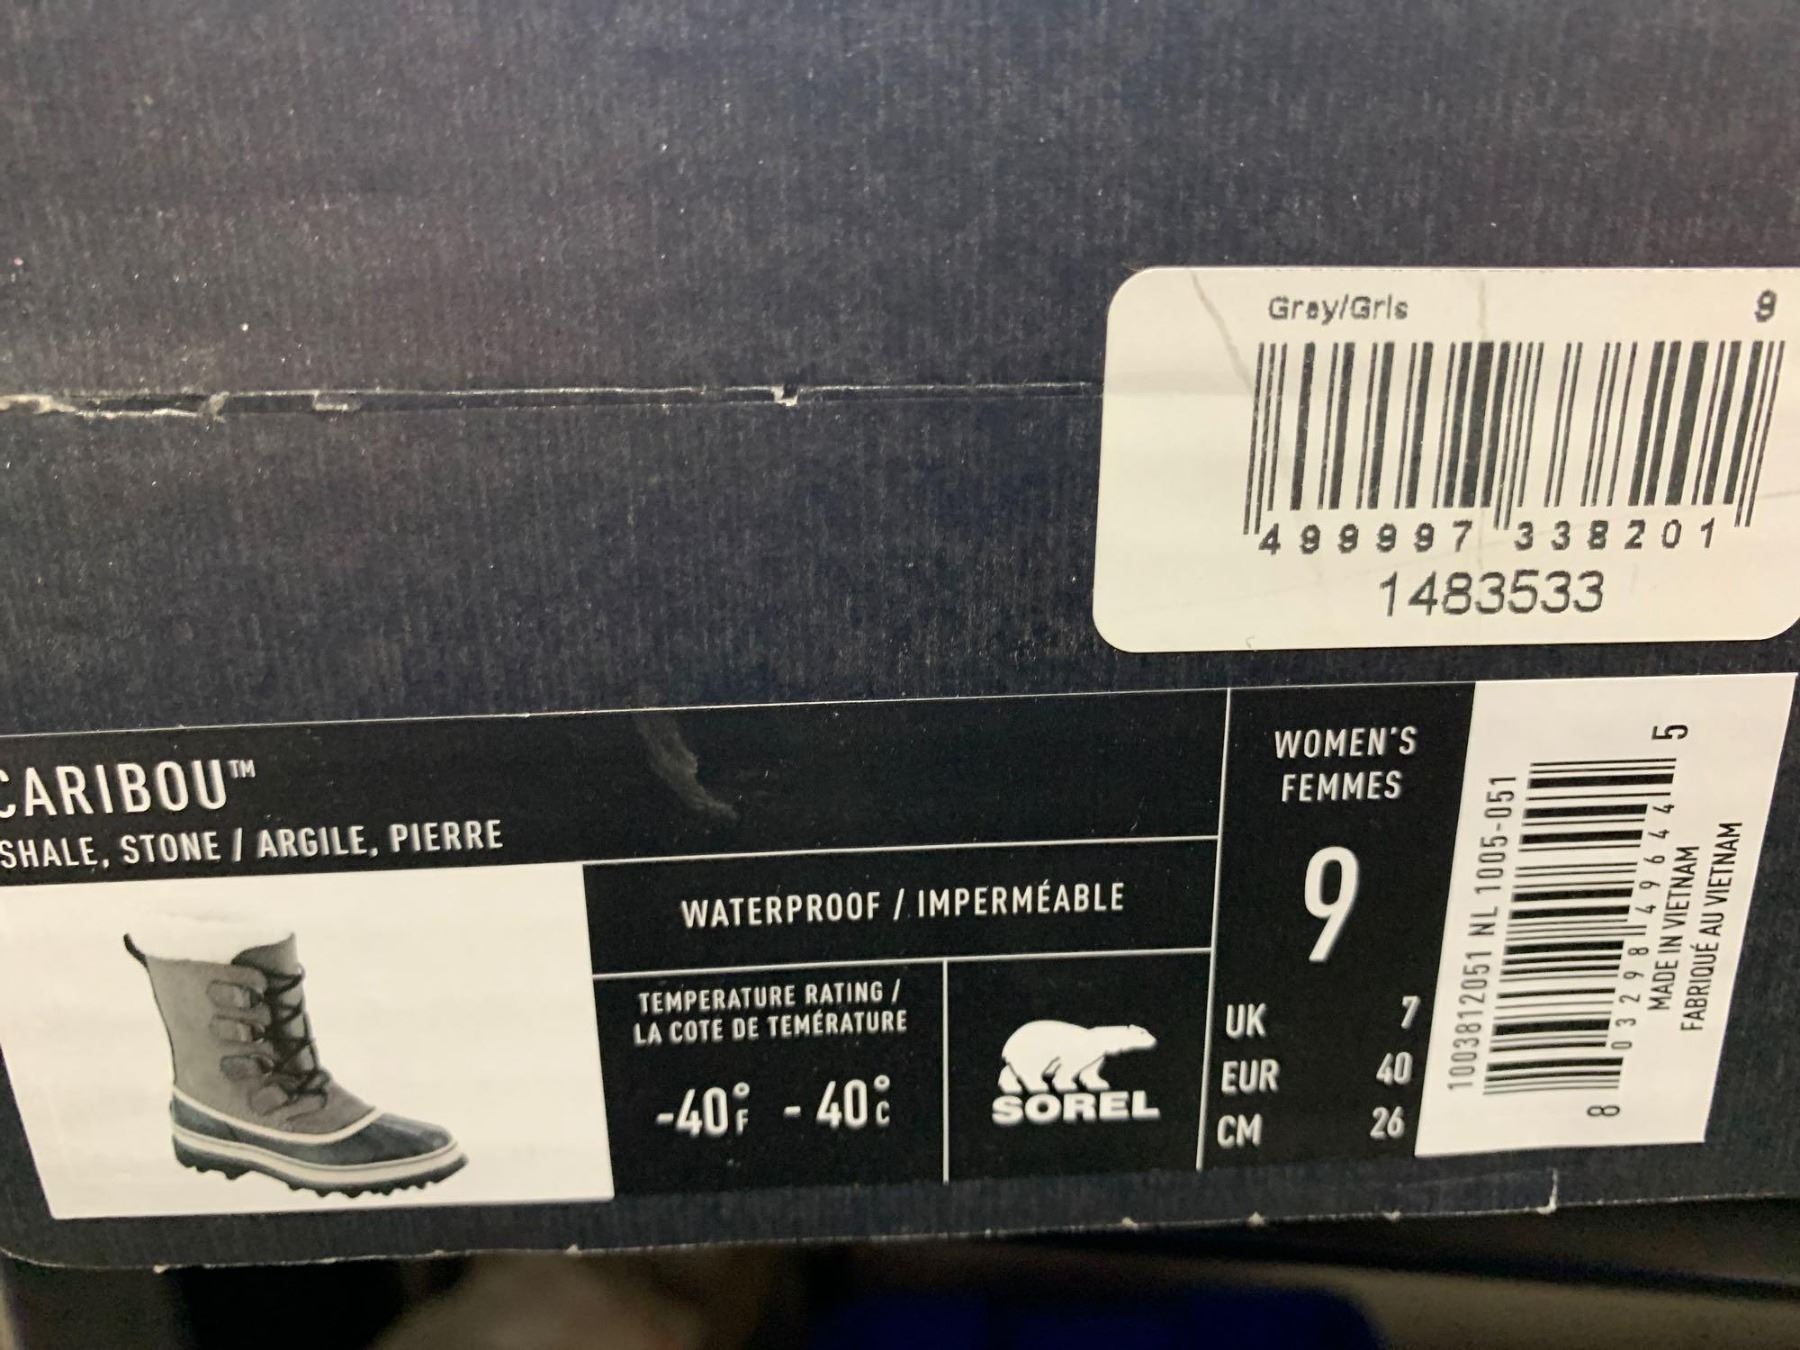 Grey/Gris 9
499997 338201
1483533
CARIBOU™
SHALE, STONE / ARGILE, PIERRE
WATERPROOF / IMPERMÉABLE
TEMPERATURE RATING /
LA COTE DE TEMÉRATURE
-40°F - 40°C
SOREL
WOMEN'S
FEMMES
9
UK 7
EUR 40
CM 26
1003812051 NL 1005-051
8 03298 49644 5
MADE IN VIETNAM
FABRIQUÉ AU VIETNAM